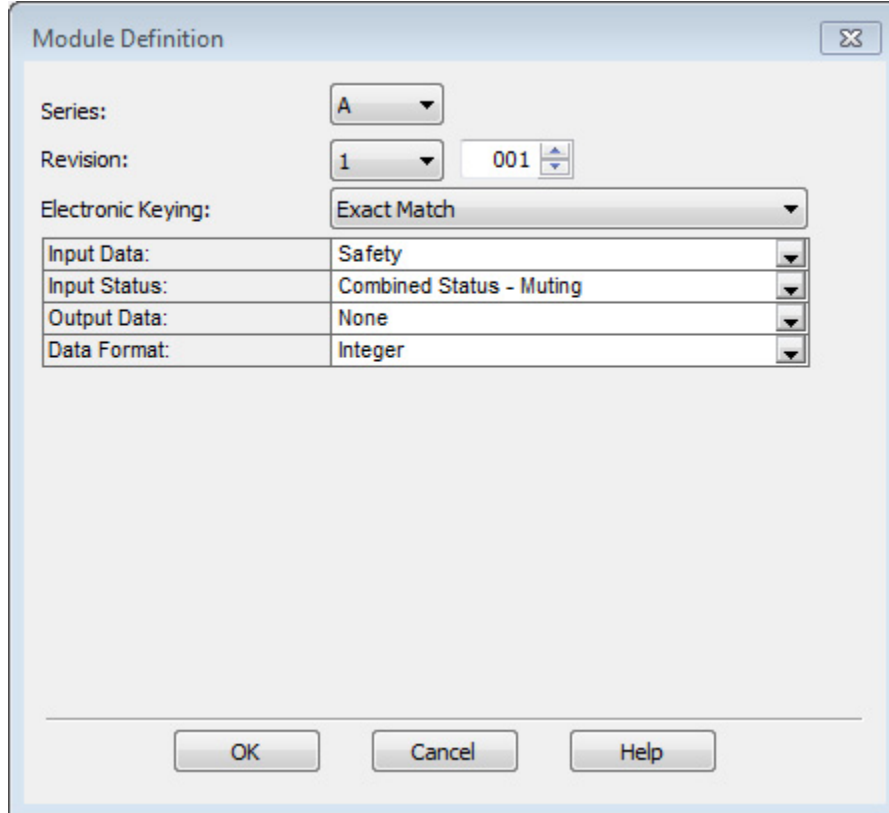 Module Definition
Series: A
Revision: 1 001
Electronic Keying: Exact Match
Input Data: Safety
Input Status: Combined Status - Muting
Output Data: None
Data Format: Integer
OK Cancel Help